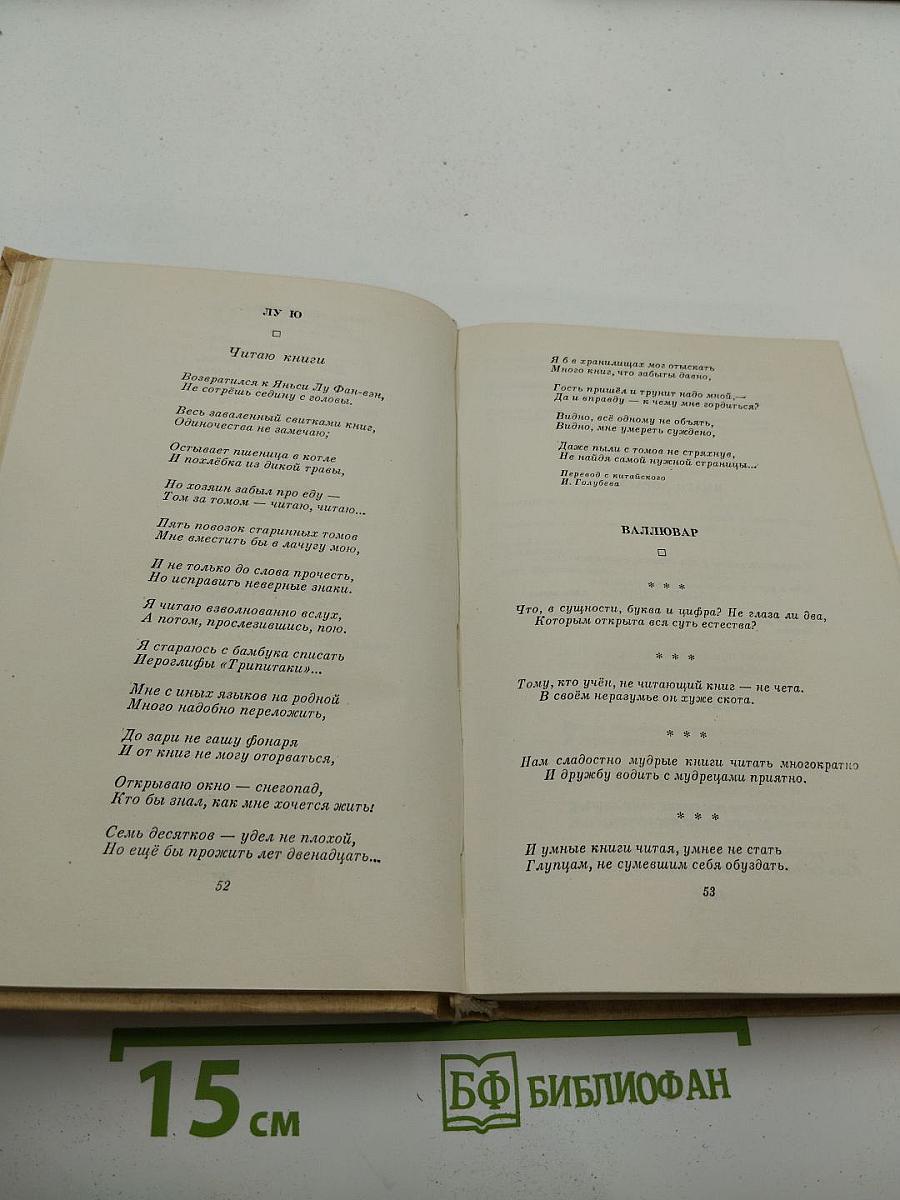 ЛУ Ю
Читаю книги
Возвратился к Яньси Лу Фан-вэн,
Не сотрёшь седину с головы.
Весь заваленный свитками книг,
Одиночества не замечаю;
Остывает пшеница в котле
И похлёбка из дикой травы,
Но хозяин забыл про еду —
Том за томом — читаю, читаю...
Пять повозок старинных томов
Мне вместить бы в лачугу мою,
И не только до слова прочесть,
Но исправить неверные знаки.
Я читаю взволнованно вслух,
А потом, прослезившись, пою.
Я стараюсь с бамбука списать
Иероглифы «Трипитаки»...
Мне с иных языков на родной
Много надобно переложить,
До зари не гашу фонаря
И от книг не могу оторваться,
Открываю окно — снегопад,
Кто бы знал, как мне хочется жить!
Семь десятков — удел не плохой,
Но ещё бы прожить лет двенадцать...
52
Я б в хранилищах мог отыскать
Много книг, что забыты давно,
Гость пришёл и трунит надо мной,—
Да и вправду — к чему мне гордиться?
Видно, всё одному не объять,
Видно, мне умереть суждено,
Даже пыли с томов не стряхнув,
Не найдя самой нужной страницы...
Перевод с китайского
И. Голубева
ВАЛЛЮВАР
* * *
Что, в сущности, буква и цифра? Не глаза ли два,
Которым открыта вся суть естества?
* * *
Тому, кто учён, не читающий книг — не чета.
В своём неразумье он хуже скота.
* * *
Нам сладостно мудрые книги читать многократно
И дружбу водить с мудрецами приятно.
* * *
И умные книги читая, умнее не стать
Глупцам, не сумевшим себя обуздать.
53
15 см
БФ БИБЛИОФАН